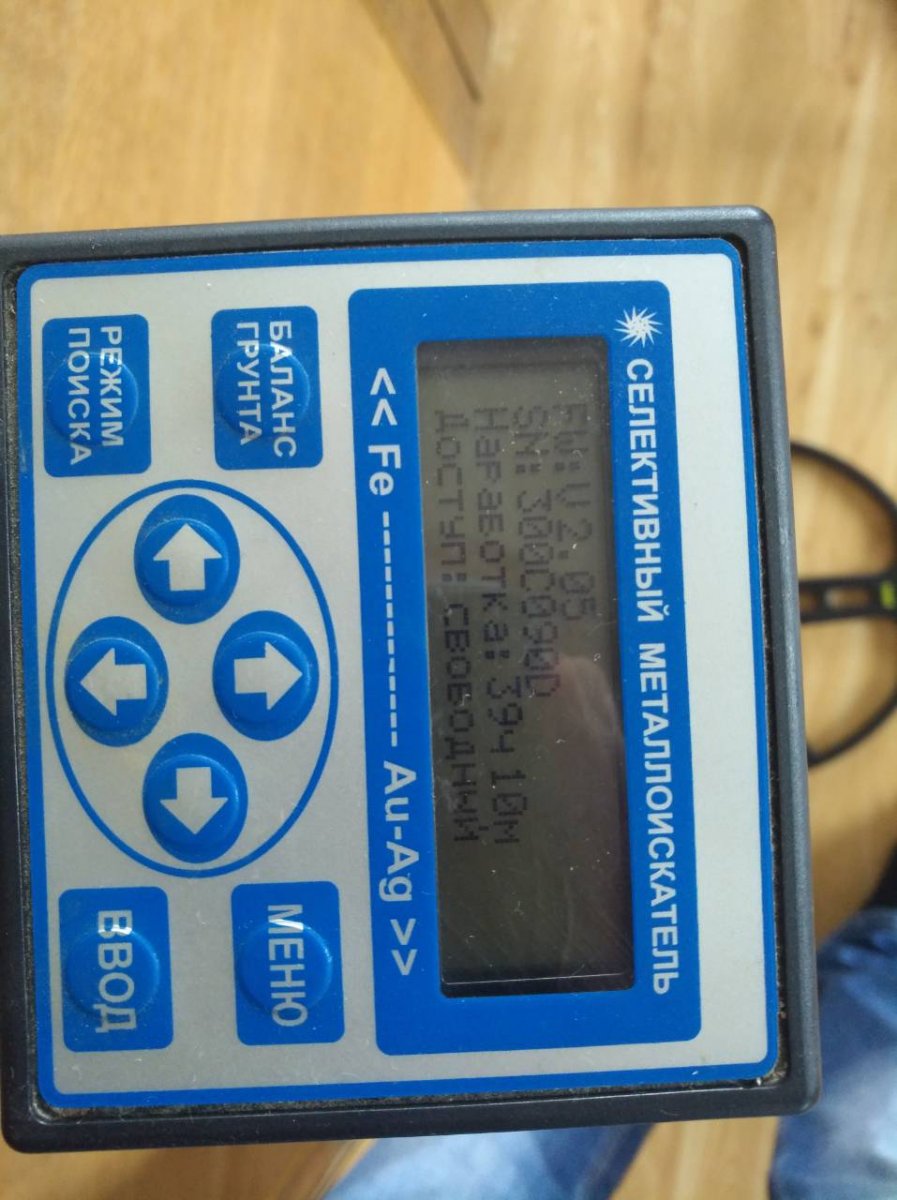 СЕЛЕКТИВНЫЙ МЕТАЛЛОИСКАТЕЛЬ
FW: V2.05
SN: 300C090D
Наработка: 39ч 10м
Доступ: свободный
<< Fe ------------- Au-Ag >>
БАЛАНС
ГРУНТА
МЕНЮ
РЕЖИМ
ПОИСКА
ВВОД